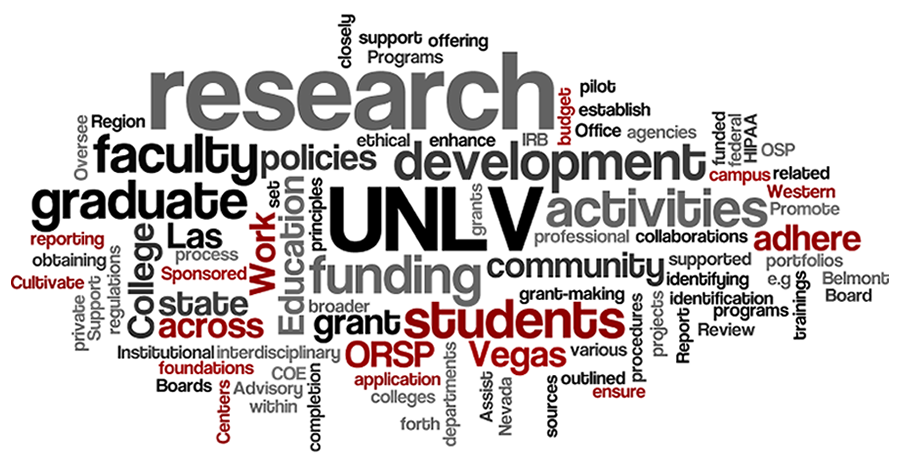 closely
support
offering
Programs
research
pilot
budget
establish
Region
Office
agencies
Oversee
ethical
enhance
IRB
funded
federal
HIPAA
OSP
faculty
policies
development
campus
related
Western
graduate
set
Education
principles
UNLV
grants
activities
Promote
reporting
College
Las
Work
professional
collaborations
adhere
obtaining
process
funding
community
supported
portfolios
Cultivate
Sponsored
identifying
e.g
Belmont
private
Support
regulations
state
broader
grant-making
identification
Board
across
grant
students
procedures
projects
Report
programs
trainings
Review
Institutional
interdisciplinary
ORSP
Vegas
various
foundations
COE
application
departments
outlined
Boards
Centers
Advisory
completion
colleges
Assist
Nevada
sources
ensure
within
forth